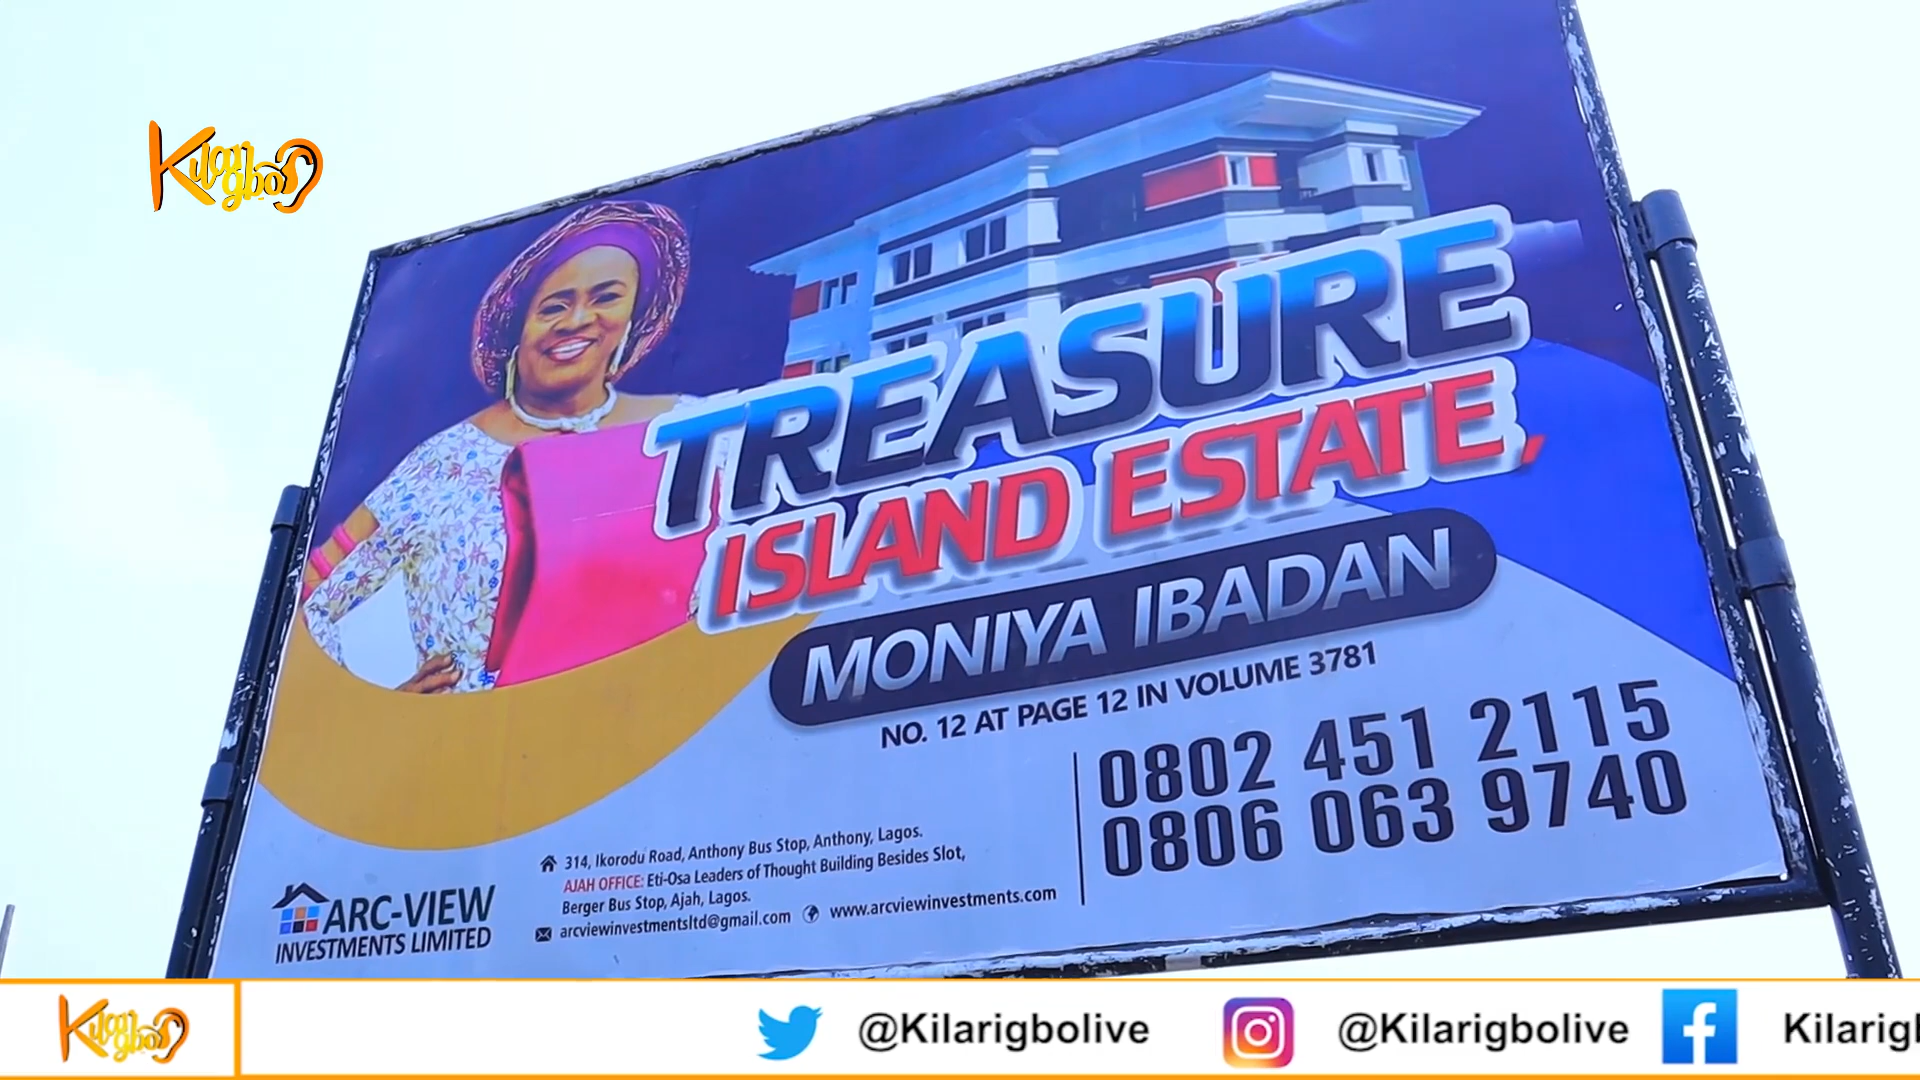 Kilarigbo
TREASURE
ISLAND ESTATE,
MONIYA IBADAN
NO. 12 AT PAGE 12 IN VOLUME 3781
0802 451 2115
0806 063 9740
314, Ikorodu Road, Anthony Bus Stop, Anthony, Lagos.
AJAH OFFICE: Eti-Osa Leaders of Thought Building Besides Slot,
Berger Bus Stop, Ajah, Lagos.
arcviewinvestmentsltd@gmail.com www.arcviewinvestments.com
ARC-VIEW
INVESTMENTS LIMITED
@Kilarigbolive @Kilarigbolive Kilarig